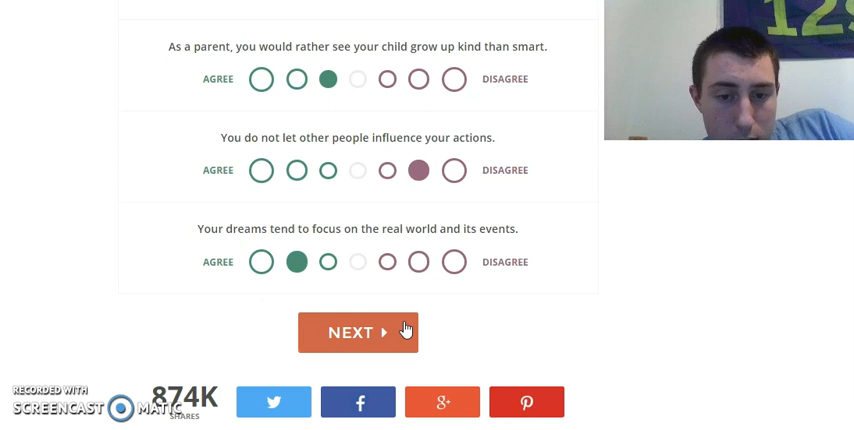 As a parent, you would rather see your child grow up kind than smart.
AGREE DISAGREE
You do not let other people influence your actions.
AGREE DISAGREE
Your dreams tend to focus on the real world and its events.
AGREE DISAGREE
NEXT
874K
SHARES
RECORDED WITH
SCREENCAST MATIC
12S